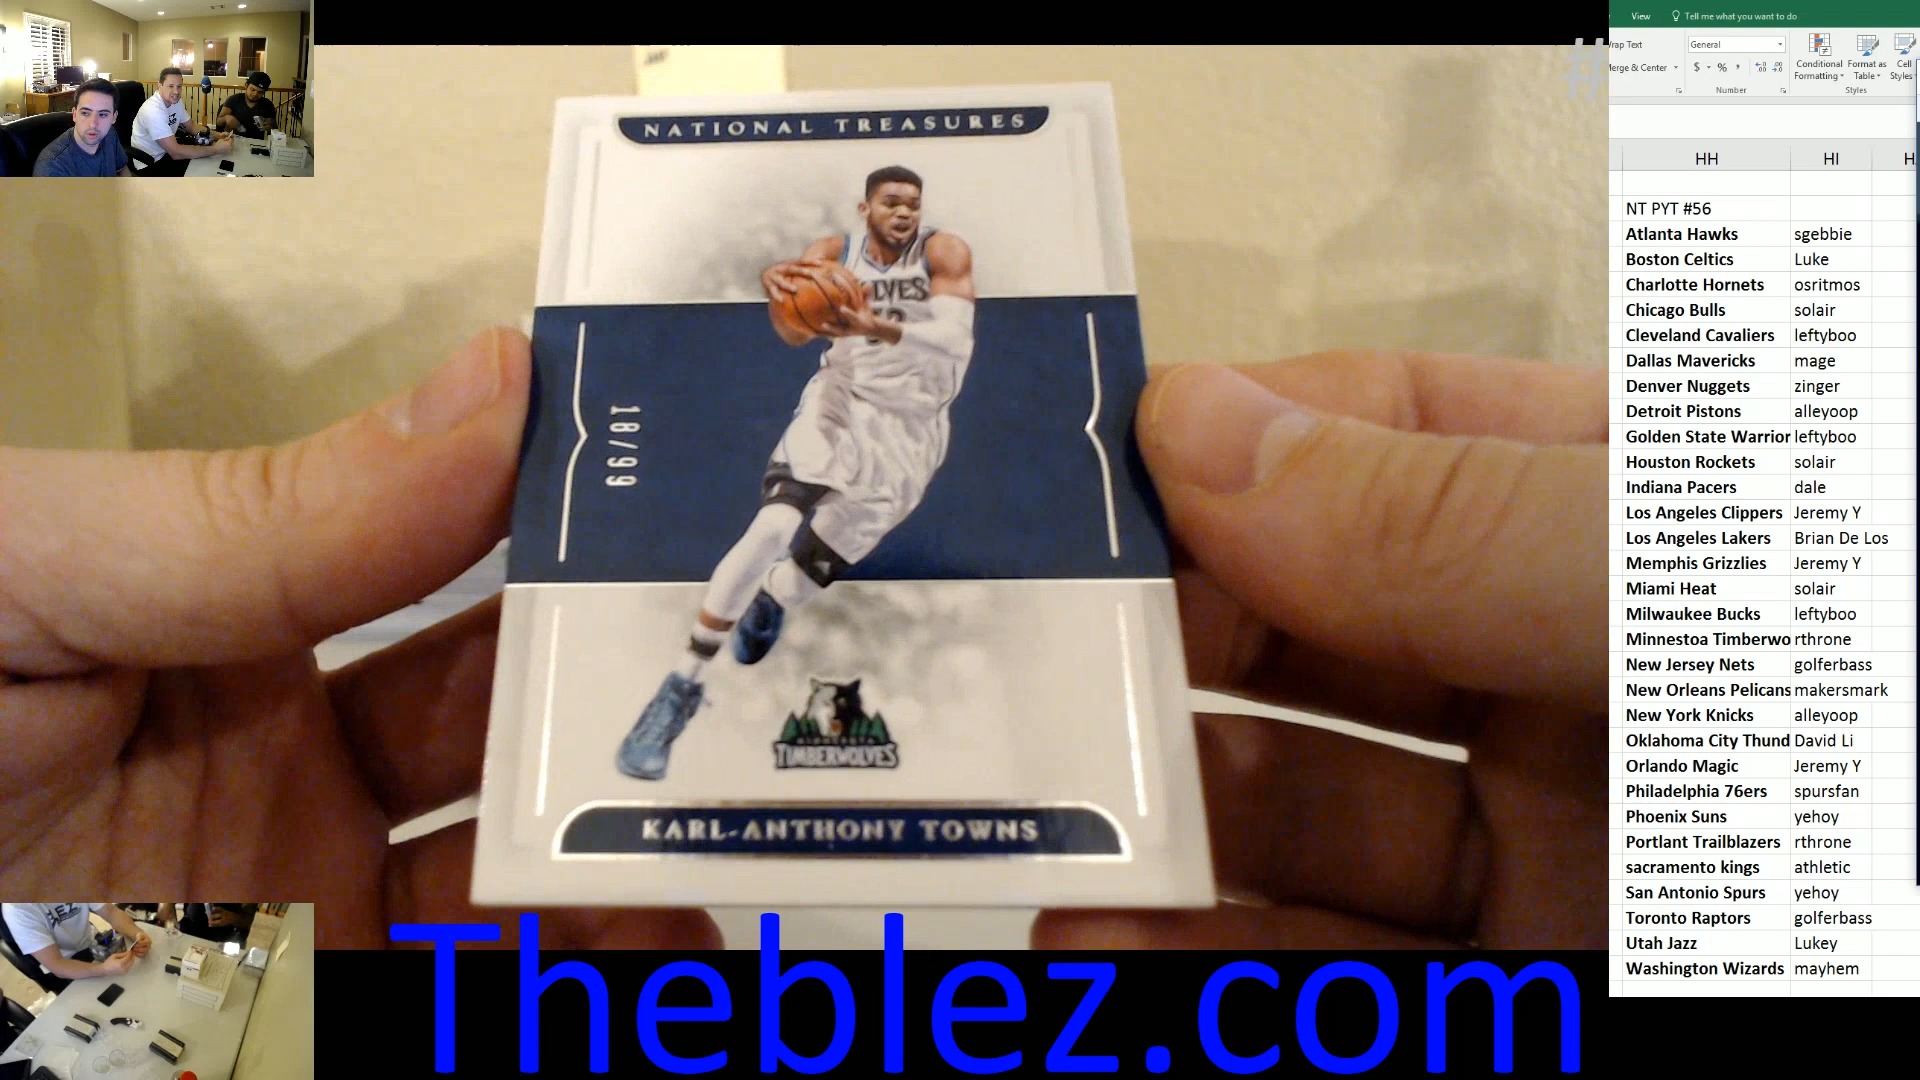 NATIONAL TREASURES
LVES
18/99
TIMBERWOLVES
KARL-ANTHONY TOWNS
Theblez.com
#
View Tell me what you want to do
Wrap Text General
Merge & Center $ % Conditional Formatting Format as Table Cell Styles
Number Styles
HH HI H
NT PYT #56
Atlanta Hawks sgebbie
Boston Celtics Luke
Charlotte Hornets osritmos
Chicago Bulls solair
Cleveland Cavaliers leftyboo
Dallas Mavericks mage
Denver Nuggets zinger
Detroit Pistons alleyoop
Golden State Warrior leftyboo
Houston Rockets solair
Indiana Pacers dale
Los Angeles Clippers Jeremy Y
Los Angeles Lakers Brian De Los
Memphis Grizzlies Jeremy Y
Miami Heat solair
Milwaukee Bucks leftyboo
Minnestoa Timberwo rthrone
New Jersey Nets golferbass
New Orleans Pelicans makersmark
New York Knicks alleyoop
Oklahoma City Thund David Li
Orlando Magic Jeremy Y
Philadelphia 76ers spursfan
Phoenix Suns yehoy
Portlant Trailblazers rthrone
sacramento kings athletic
San Antonio Spurs yehoy
Toronto Raptors golferbass
Utah Jazz Lukey
Washington Wizards mayhem